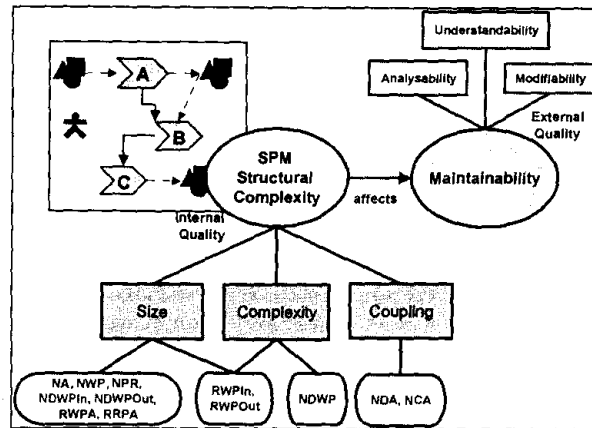 Understandability
Analysability
Modifiability
External
Quality
A
B
C
SPM
Structural
Complexity
affects
Maintainability
Internal
Quality
Size
Complexity
Coupling
NA, NWP, NPR,
NDWPIn, NDWPOut,
RWPA, RRPA
RWPIn,
RWPOut
NDWP
NDA, NCA